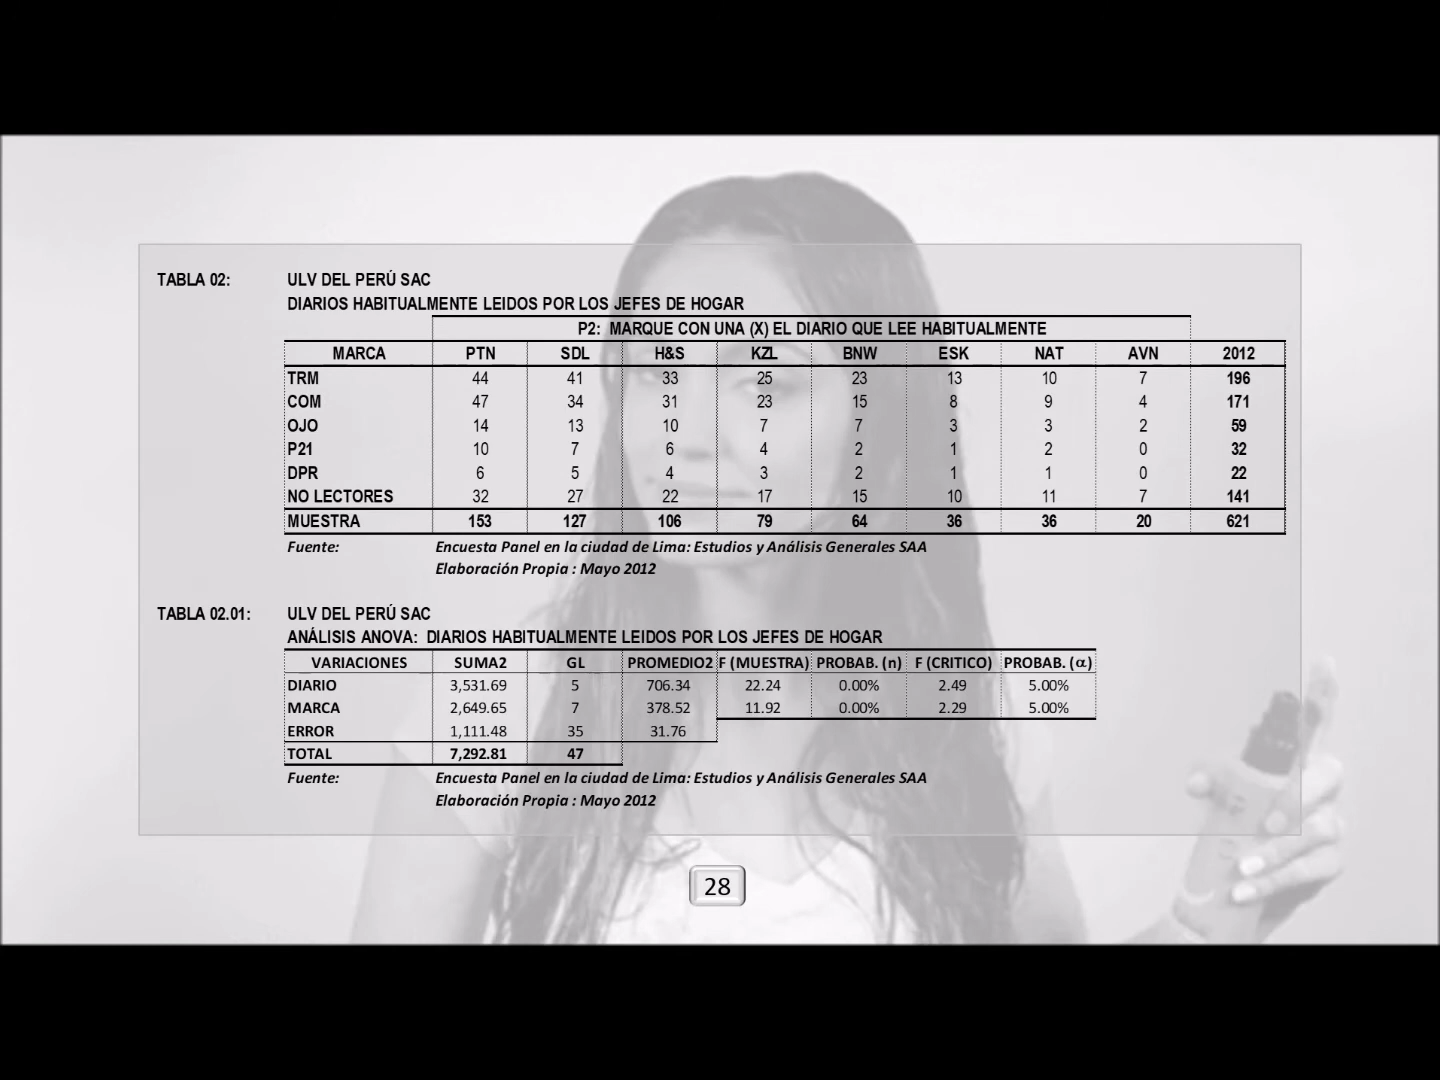 TABLA 02: ULV DEL PERÚ SAC
DIARIOS HABITUALMENTE LEIDOS POR LOS JEFES DE HOGAR
P2: MARQUE CON UNA (X) EL DIARIO QUE LEE HABITUALMENTE
MARCA PTN SDL H&S KZL BNW ESK NAT AVN 2012
TRM 44 41 33 25 23 13 10 7 196
COM 47 34 31 23 15 8 9 4 171
OJO 14 13 10 7 7 3 3 2 59
P21 10 7 6 4 2 1 2 0 32
DPR 6 5 4 3 2 1 1 0 22
NO LECTORES 32 27 22 17 15 10 11 7 141
MUESTRA 153 127 106 79 64 36 36 20 621
Fuente: Encuesta Panel en la ciudad de Lima: Estudios y Análisis Generales SAA
Elaboración Propia : Mayo 2012
TABLA 02.01: ULV DEL PERÚ SAC
ANÁLISIS ANOVA: DIARIOS HABITUALMENTE LEIDOS POR LOS JEFES DE HOGAR
VARIACIONES SUMA2 GL PROMEDIO2 F (MUESTRA) PROBAB. (n) F (CRITICO) PROBAB. (α)
DIARIO 3,531.69 5 706.34 22.24 0.00% 2.49 5.00%
MARCA 2,649.65 7 378.52 11.92 0.00% 2.29 5.00%
ERROR 1,111.48 35 31.76
TOTAL 7,292.81 47
Fuente: Encuesta Panel en la ciudad de Lima: Estudios y Análisis Generales SAA
Elaboración Propia : Mayo 2012
28